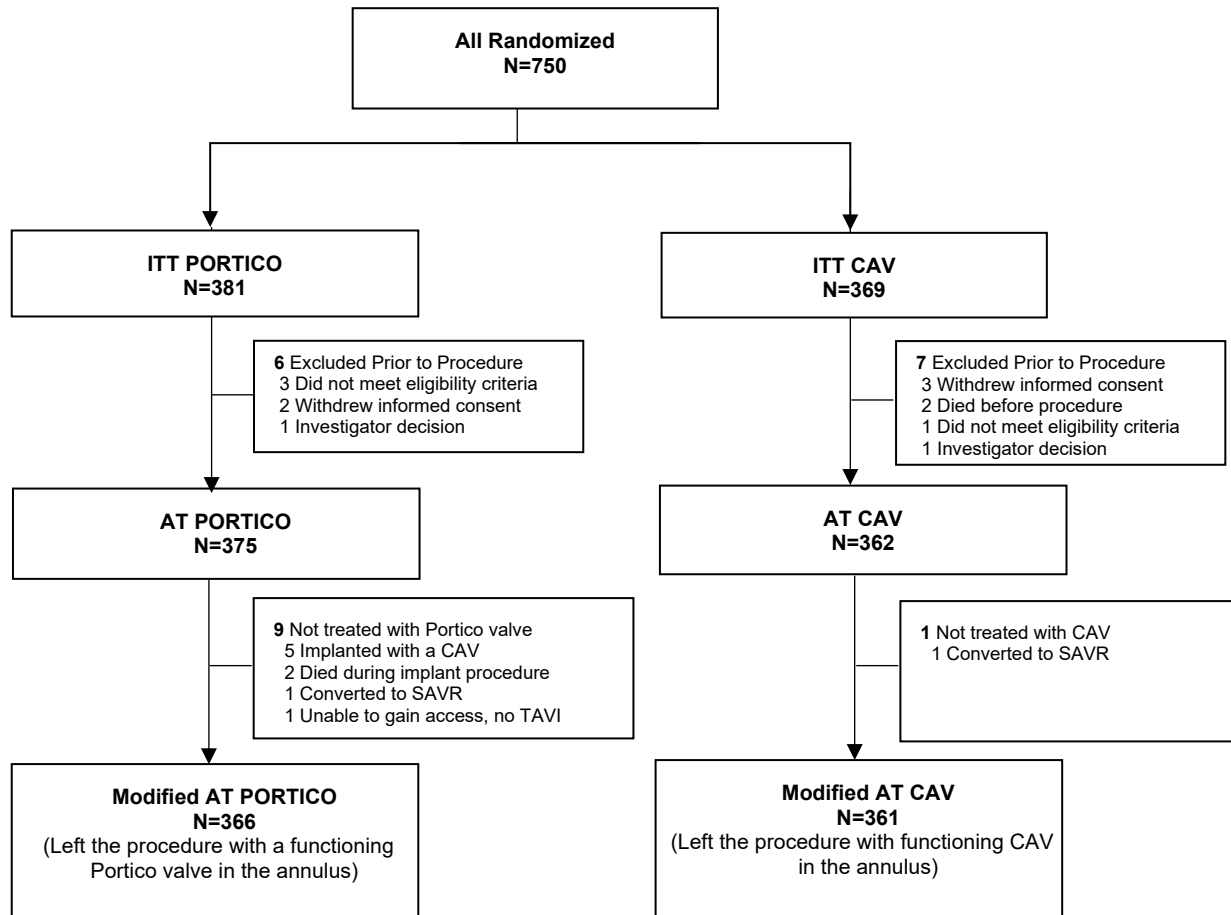 All Randomized
N=750
ITT PORTICO
N=381
ITT CAV
N=369
6 Excluded Prior to Procedure
3 Did not meet eligibility criteria
2 Withdrew informed consent
1 Investigator decision
7 Excluded Prior to Procedure
3 Withdrew informed consent
2 Died before procedure
1 Did not meet eligibility criteria
1 Investigator decision
AT PORTICO
N=375
AT CAV
N=362
9 Not treated with Portico valve
5 Implanted with a CAV
2 Died during implant procedure
1 Converted to SAVR
1 Unable to gain access, no TAVI
1 Not treated with CAV
1 Converted to SAVR
Modified AT PORTICO
N=366
(Left the procedure with a functioning
Portico valve in the annulus)
Modified AT CAV
N=361
(Left the procedure with functioning CAV
in the annulus)